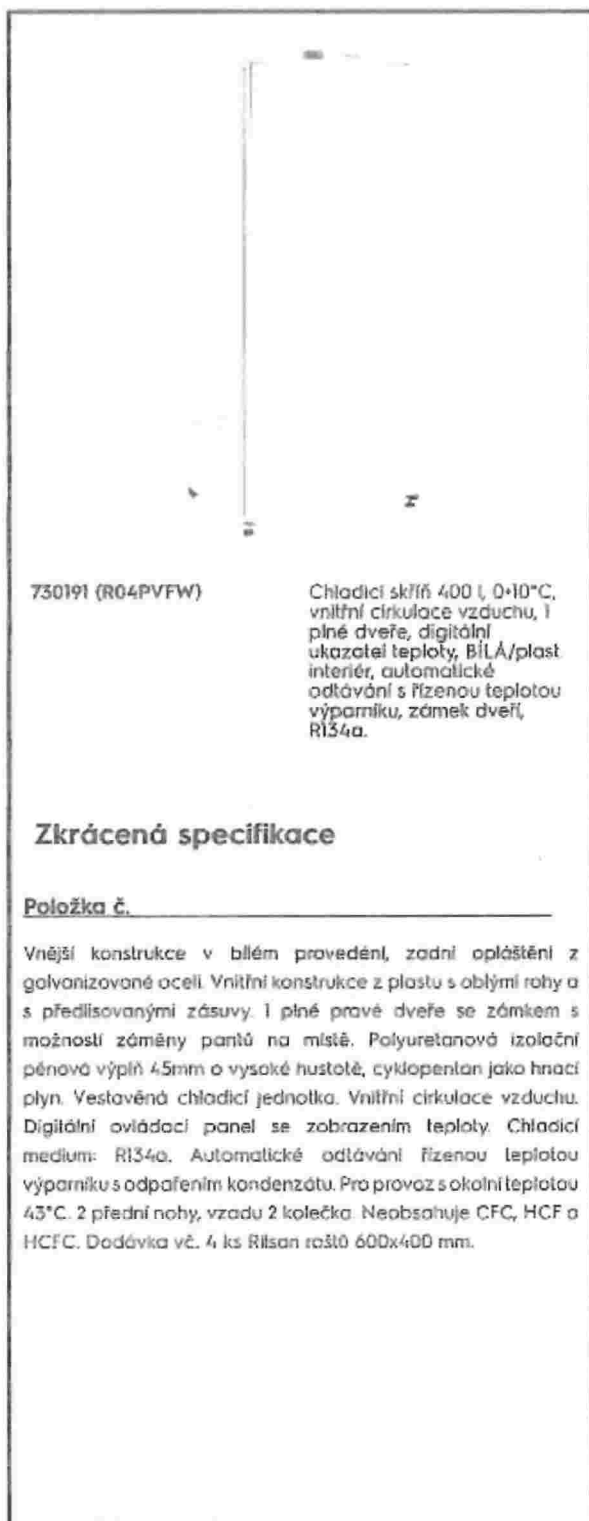 730191 (R04PVFW)
Chladicí skříň 400 l, 0+10°C,
vnitřní cirkulace vzduchu, 1
plné dveře, digitální
ukazatel teploty, BÍLÁ/plast
interiér, automatické
odtávání s řízenou teplotou
výparníku, zámek dveří,
R134a.
Zkrácená specifikace
Položka č.
Vnější konstrukce v bílém provedení, zadní opláštění z
galvanizované oceli. Vnitřní konstrukce z plastu s oblými rohy a
s předlisovanými zásuvy. 1 plné pravé dveře se zámkem s
možností záměny pantů na místě. Polyuretanová izolační
pěnová výplň 45mm o vysoké hustotě, cyklopentan jako hnací
plyn. Vestavěná chladicí jednotka. Vnitřní cirkulace vzduchu.
Digitální ovládací panel se zobrazením teploty. Chladicí
medium: R134a. Automatické odtávání řízenou teplotou
výparníku s odpařením kondenzátu. Pro provoz s okolní teplotou
43°C. 2 přední nohy, vzadu 2 kolečka. Neobsahuje CFC, HCF a
HCFC. Dodávka vč. 4 ks Rilsan roštů 600x400 mm.